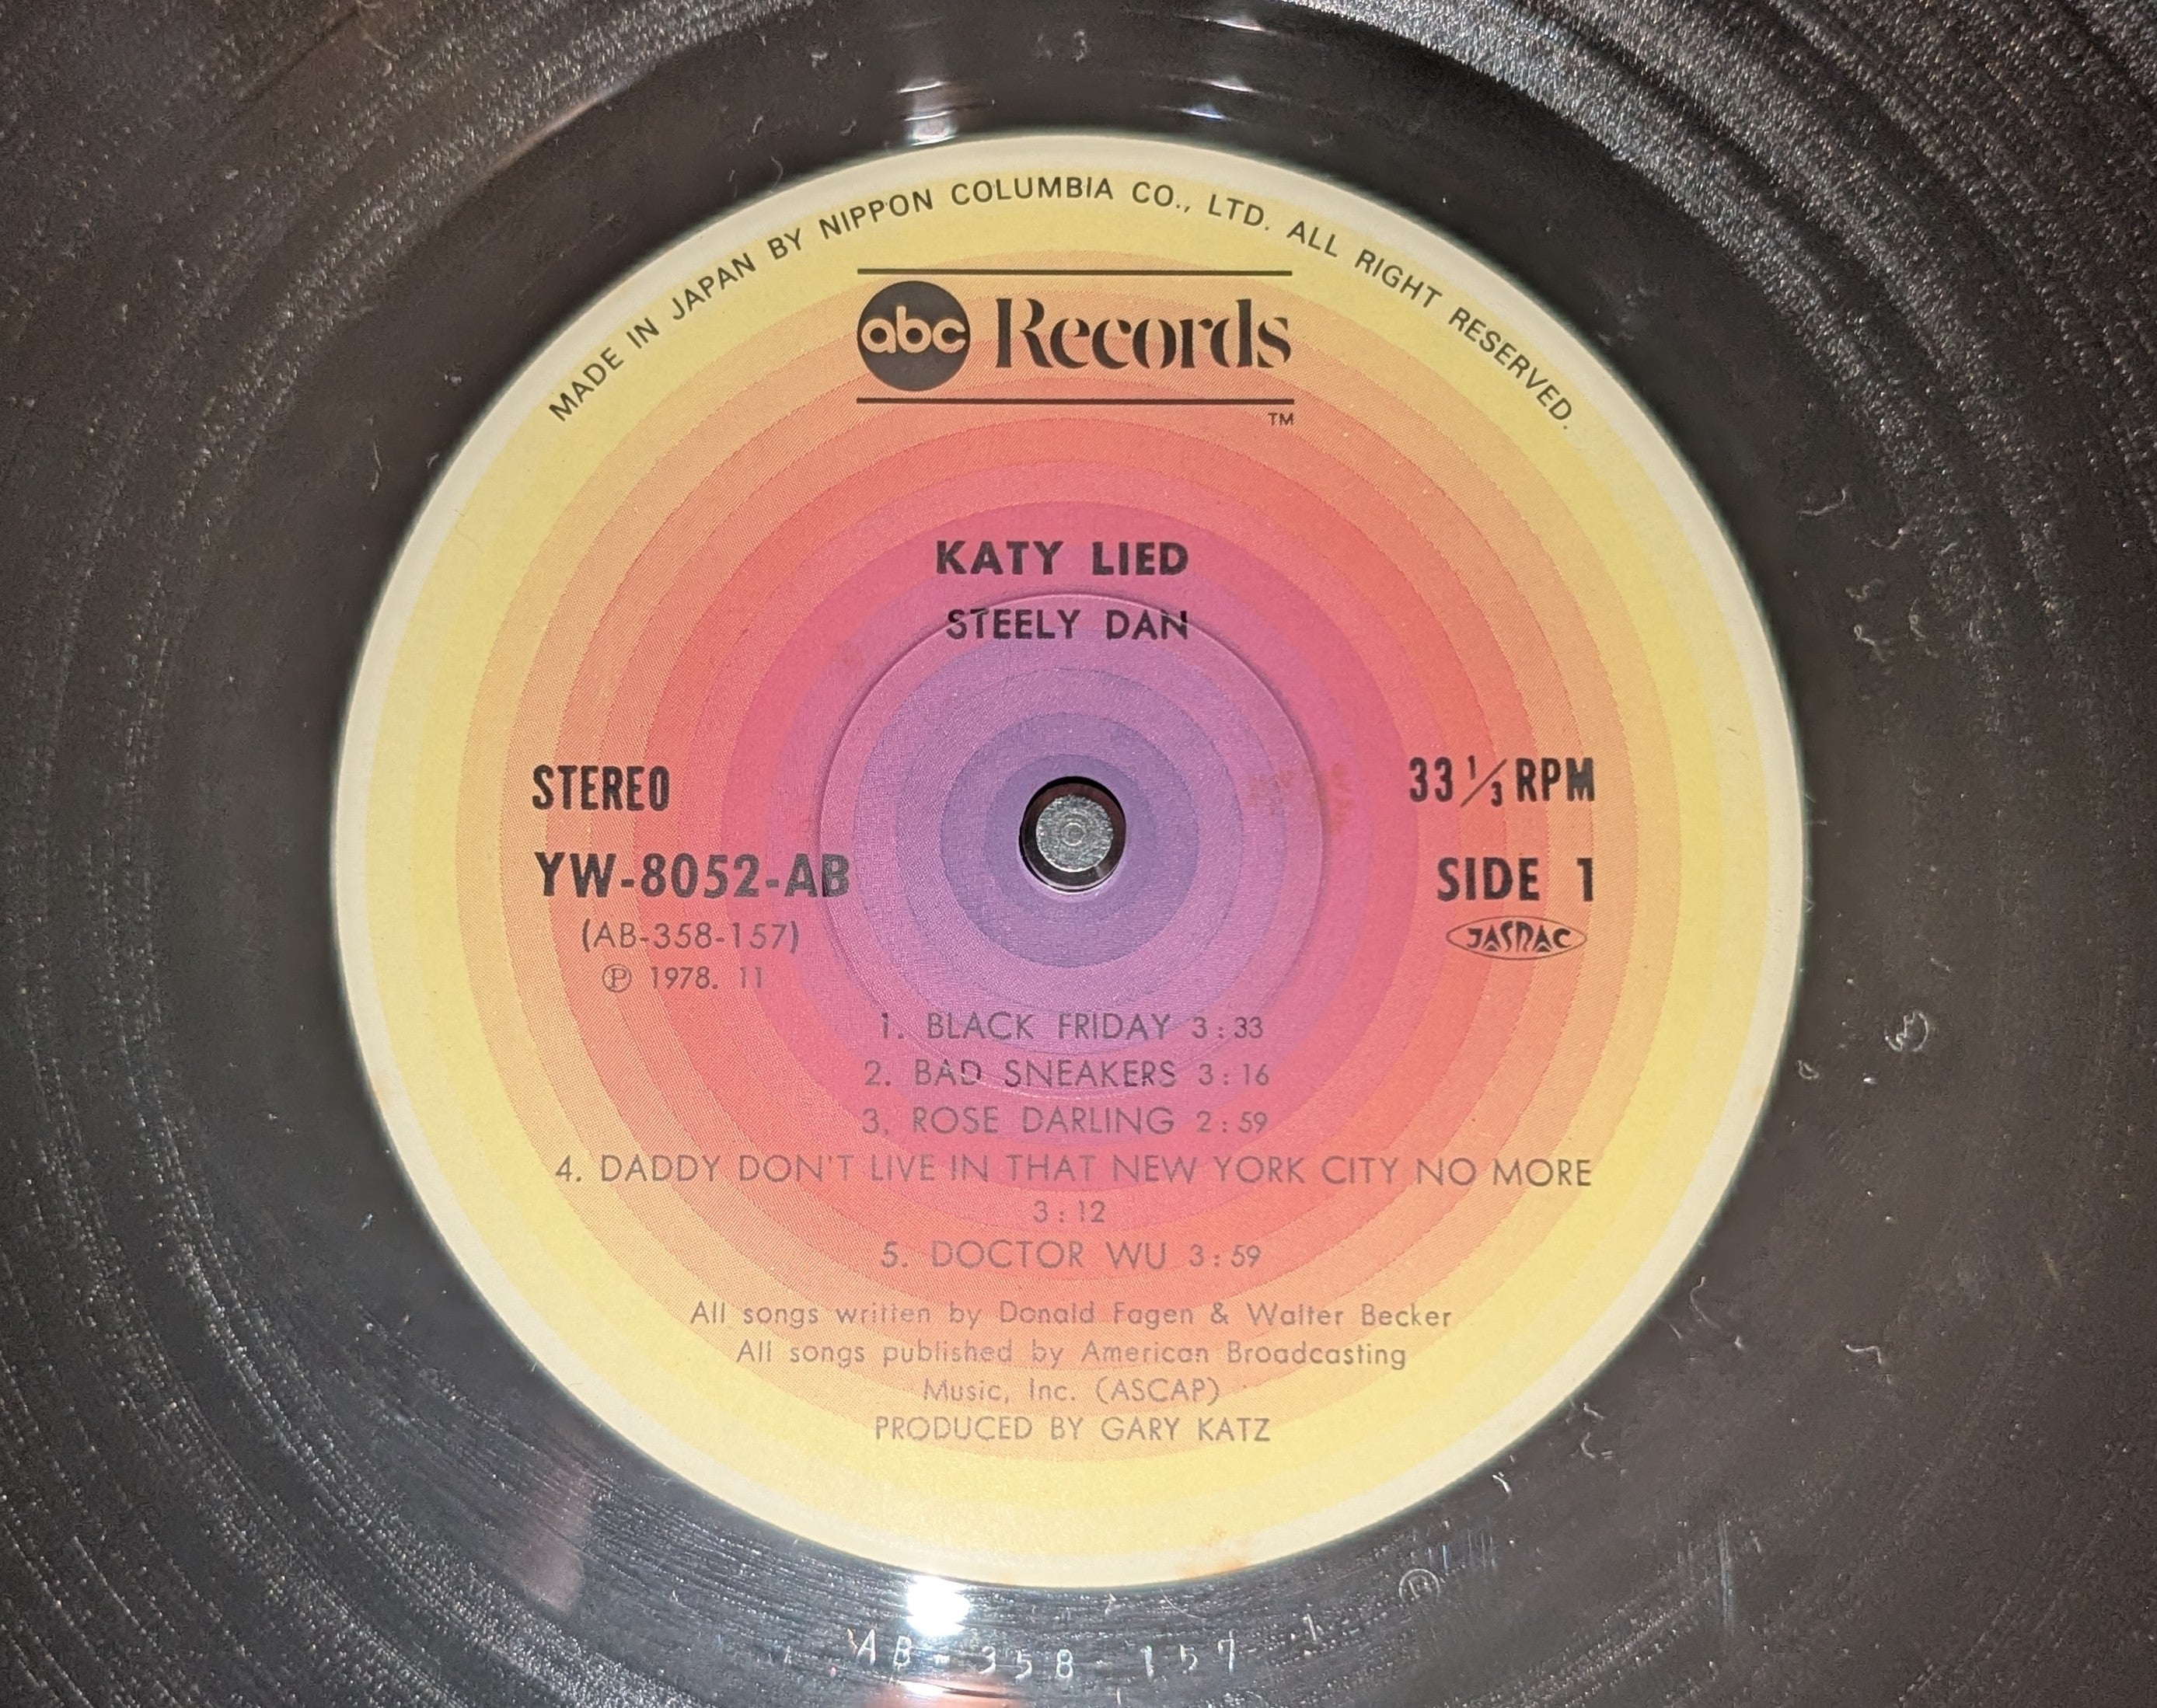 MADE IN JAPAN BY NIPPON COLUMBIA CO., LTD. ALL RIGHT RESERVED.
abc Records
TM
KATY LIED
STEELY DAN
STEREO
33 1/3 RPM
YW-8052-AB
SIDE 1
(AB-358-157)
JASRAC
℗ 1978. 11
1. BLACK FRIDAY 3:33
2. BAD SNEAKERS 3:16
3. ROSE DARLING 2:59
4. DADDY DON'T LIVE IN THAT NEW YORK CITY NO MORE
3:12
5. DOCTOR WU 3:59
All songs written by Donald Fagen & Walter Becker
All songs published by American Broadcasting
Music, Inc. (ASCAP)
PRODUCED BY GARY KATZ
AB-358-157